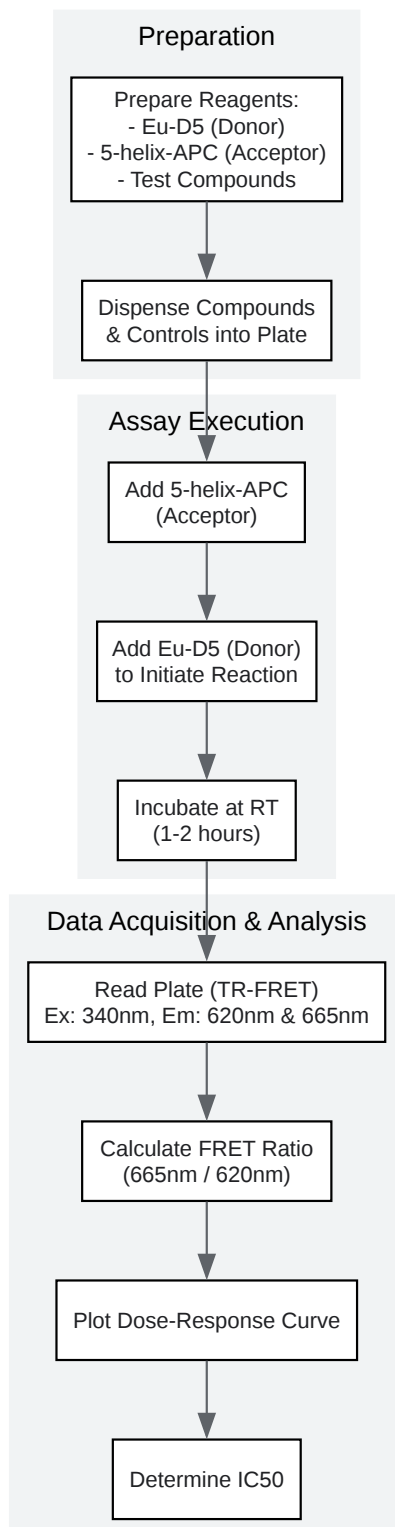 Preparation
Prepare Reagents:
- Eu-D5 (Donor)
- 5-helix-APC (Acceptor)
- Test Compounds
Dispense Compounds
& Controls into Plate
Assay Execution
Add 5-helix-APC
(Acceptor)
Add Eu-D5 (Donor)
to Initiate Reaction
Incubate at RT
(1-2 hours)
Data Acquisition & Analysis
Read Plate (TR-FRET)
Ex: 340nm, Em: 620nm & 665nm
Calculate FRET Ratio
(665nm / 620nm)
Plot Dose-Response Curve
Determine IC50